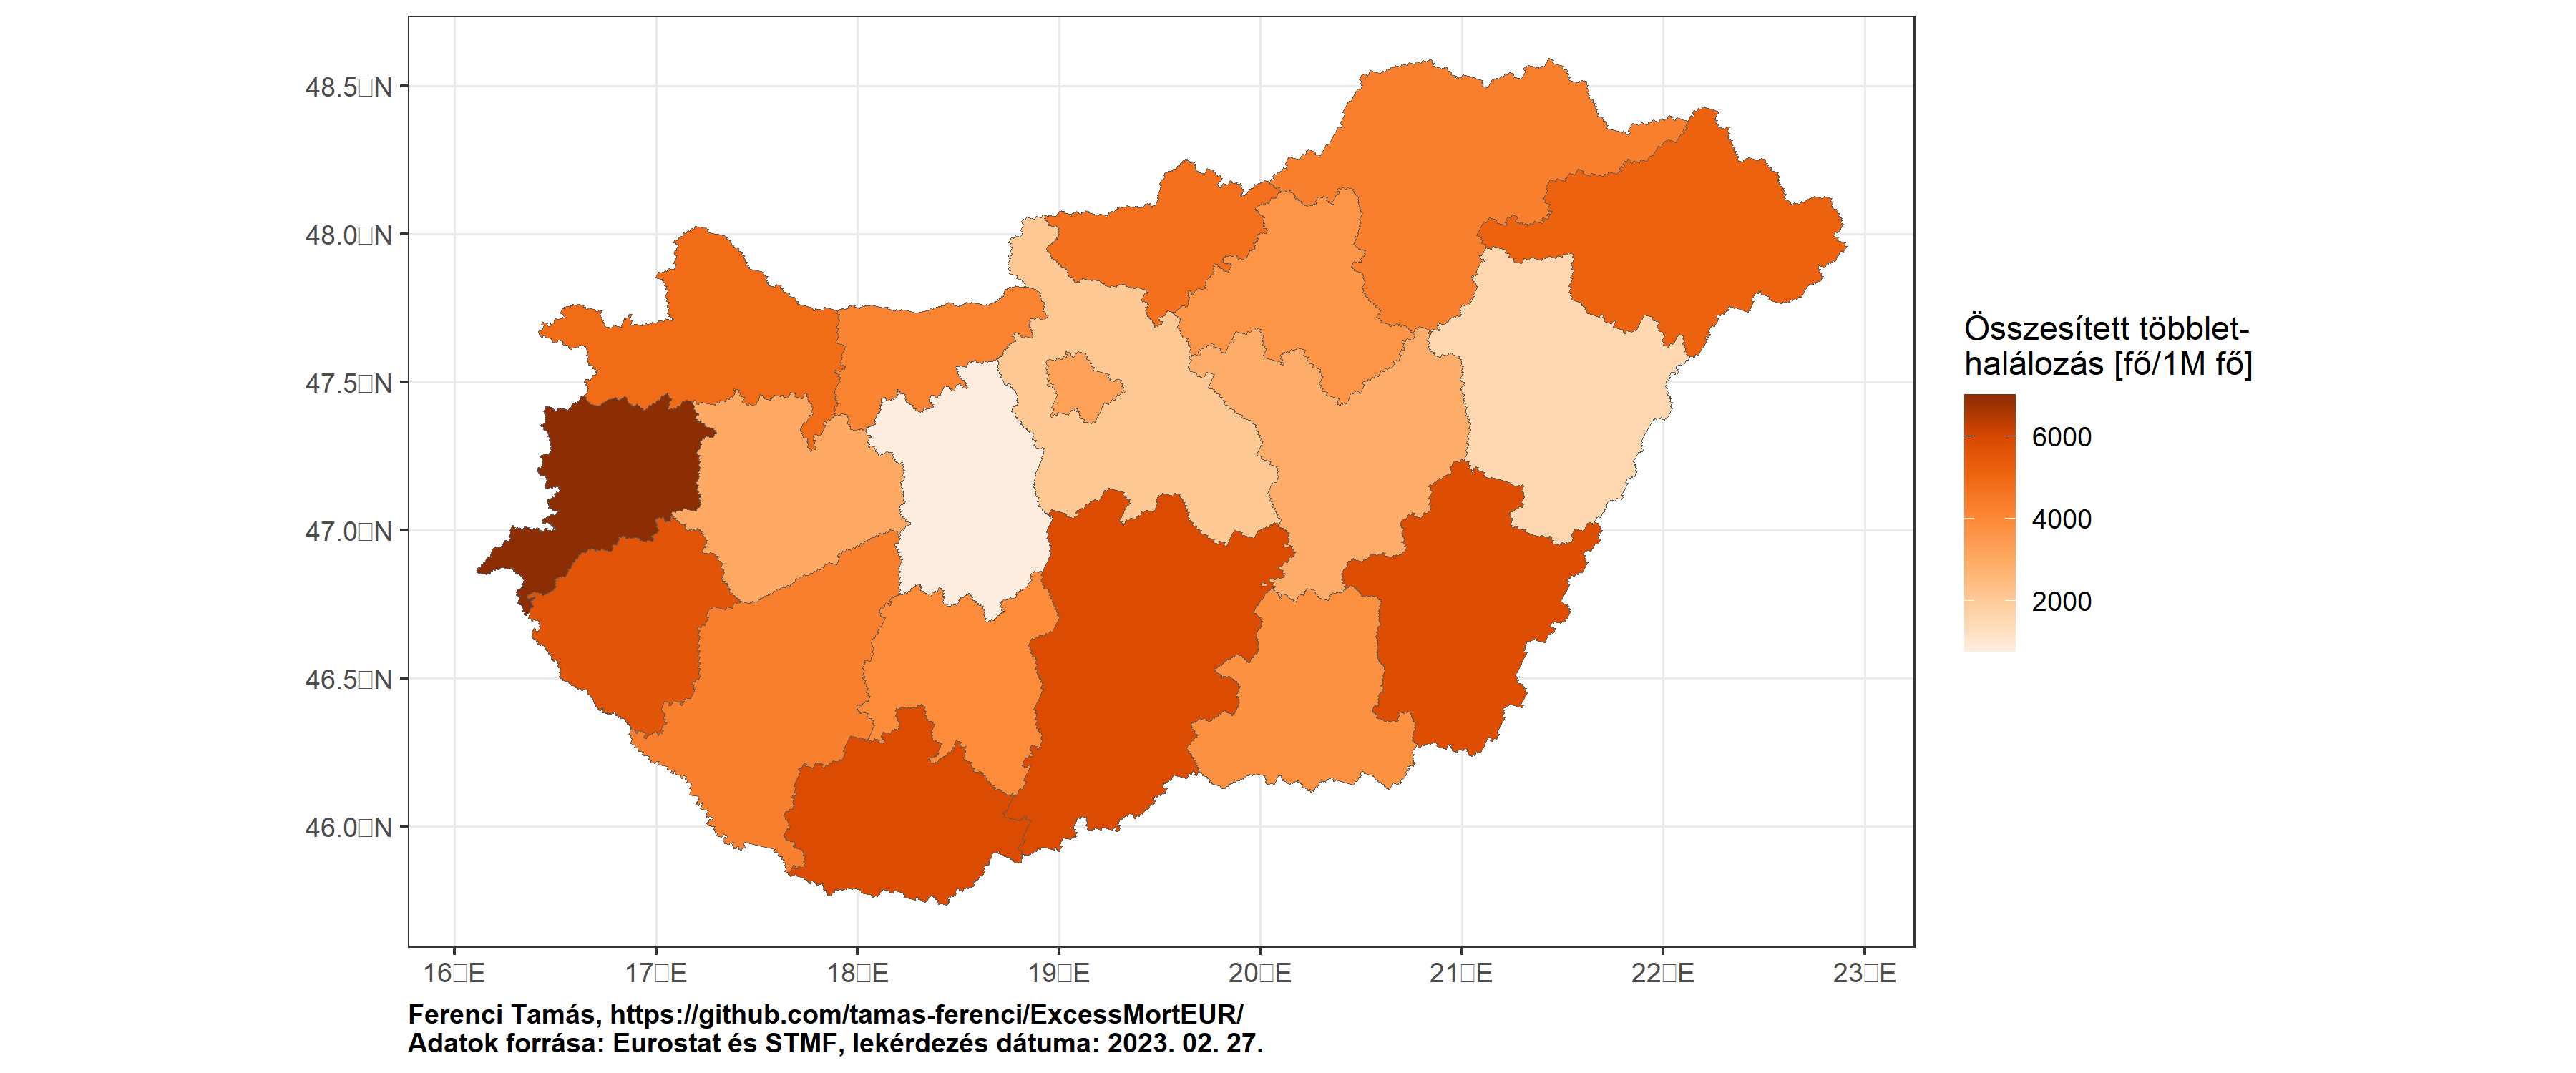 48.5□N
48.0□N
47.5□N
47.0□N
46.5□N
46.0□N
16□E 17□E 18□E 19□E 20□E 21□E 22□E 23□E
Összesített többlet-
halálozás [fő/1M fő]
6000
4000
2000
Ferenci Tamás, https://github.com/tamas-ferenci/ExcessMortEUR/
Adatok forrása: Eurostat és STMF, lekérdezés dátuma: 2023. 02. 27.